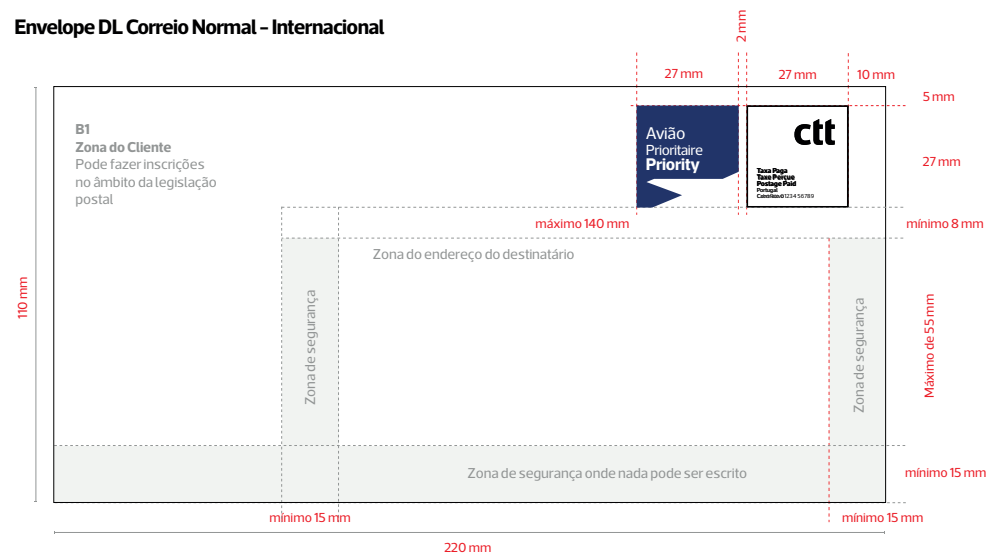 Envelope DL Correio Normal – Internacional
2 mm
27 mm
27 mm
10 mm
5 mm
B1
Zona do Cliente
Pode fazer inscrições
no âmbito da legislação
postal
Avião
Prioritaire
Priority
ctt
Taxa Paga
Taxe Perçue
Postage Paid
Portugal
27 mm
máximo 140 mm
mínimo 8 mm
Zona do endereço do destinatário
110 mm
Zona de segurança
Zona de segurança
Máximo de 55 mm
Zona de segurança onde nada pode ser escrito
mínimo 15 mm
mínimo 15 mm
mínimo 15 mm
220 mm